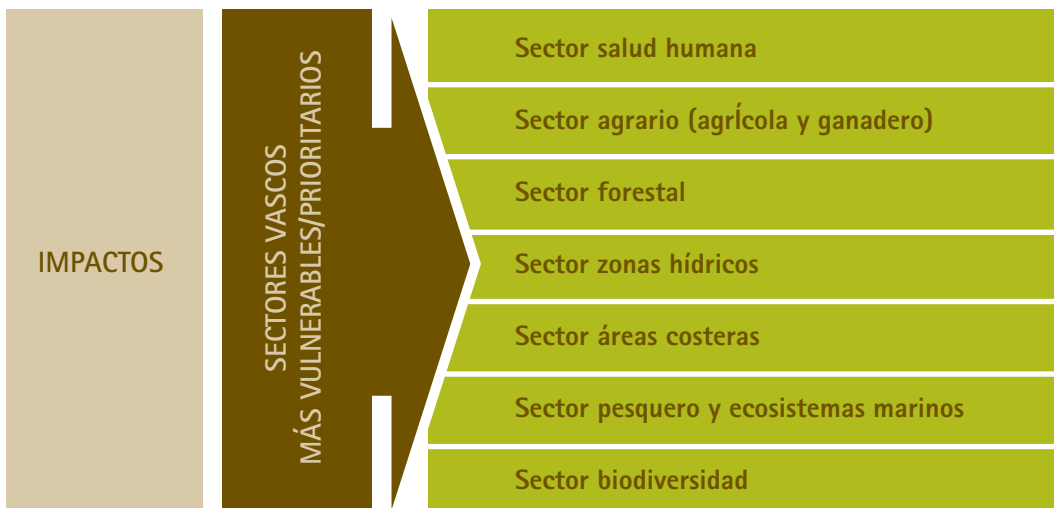 IMPACTOS
SECTORES VASCOS
MÁS VULNERABLES/PRIORITARIOS
Sector salud humana
Sector agrario (agrÍcola y ganadero)
Sector forestal
Sector zonas hídricos
Sector áreas costeras
Sector pesquero y ecosistemas marinos
Sector biodiversidad